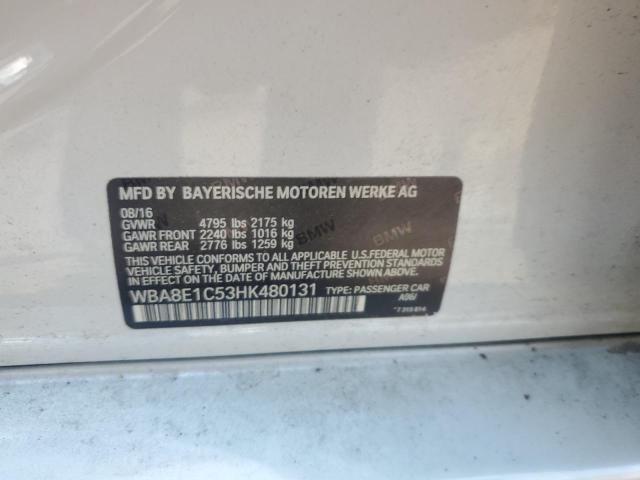 MFD BY BAYERISCHE MOTOREN WERKE AG
08/16
GVWR 4795 lbs 2175 kg
GAWR FRONT 2240 lbs 1016 kg
GAWR REAR 2776 lbs 1259 kg
THIS VEHICLE CONFORMS TO ALL APPLICABLE U.S.FEDERAL MOTOR
VEHICLE SAFETY, BUMPER AND THEFT PREVENTION STANDARDS
IN EFFECT ON THE DATE OF MANUFACTURE SHOWN ABOVE.
WBA8E1C53HK480131 TYPE: PASSENGER CAR
A96/